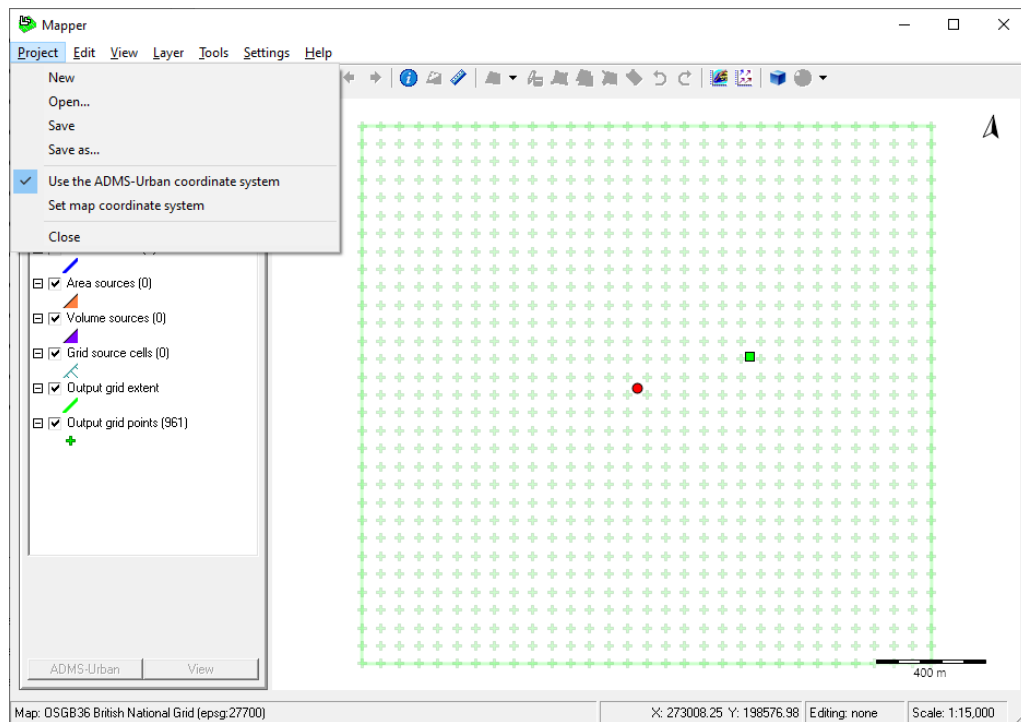 Mapper
Project Edit View Layer Tools Settings Help
New
Open...
Save
Save as...
Use the ADMS-Urban coordinate system
Set map coordinate system
Close
Area sources (0)
Volume sources (0)
Grid source cells (0)
Output grid extent
Output grid points (961)
ADMS-Urban View
400 m
Map: OSGB36 British National Grid (epsg:27700) X: 273008.25 Y: 198576.98 Editing: none Scale: 1:15,000